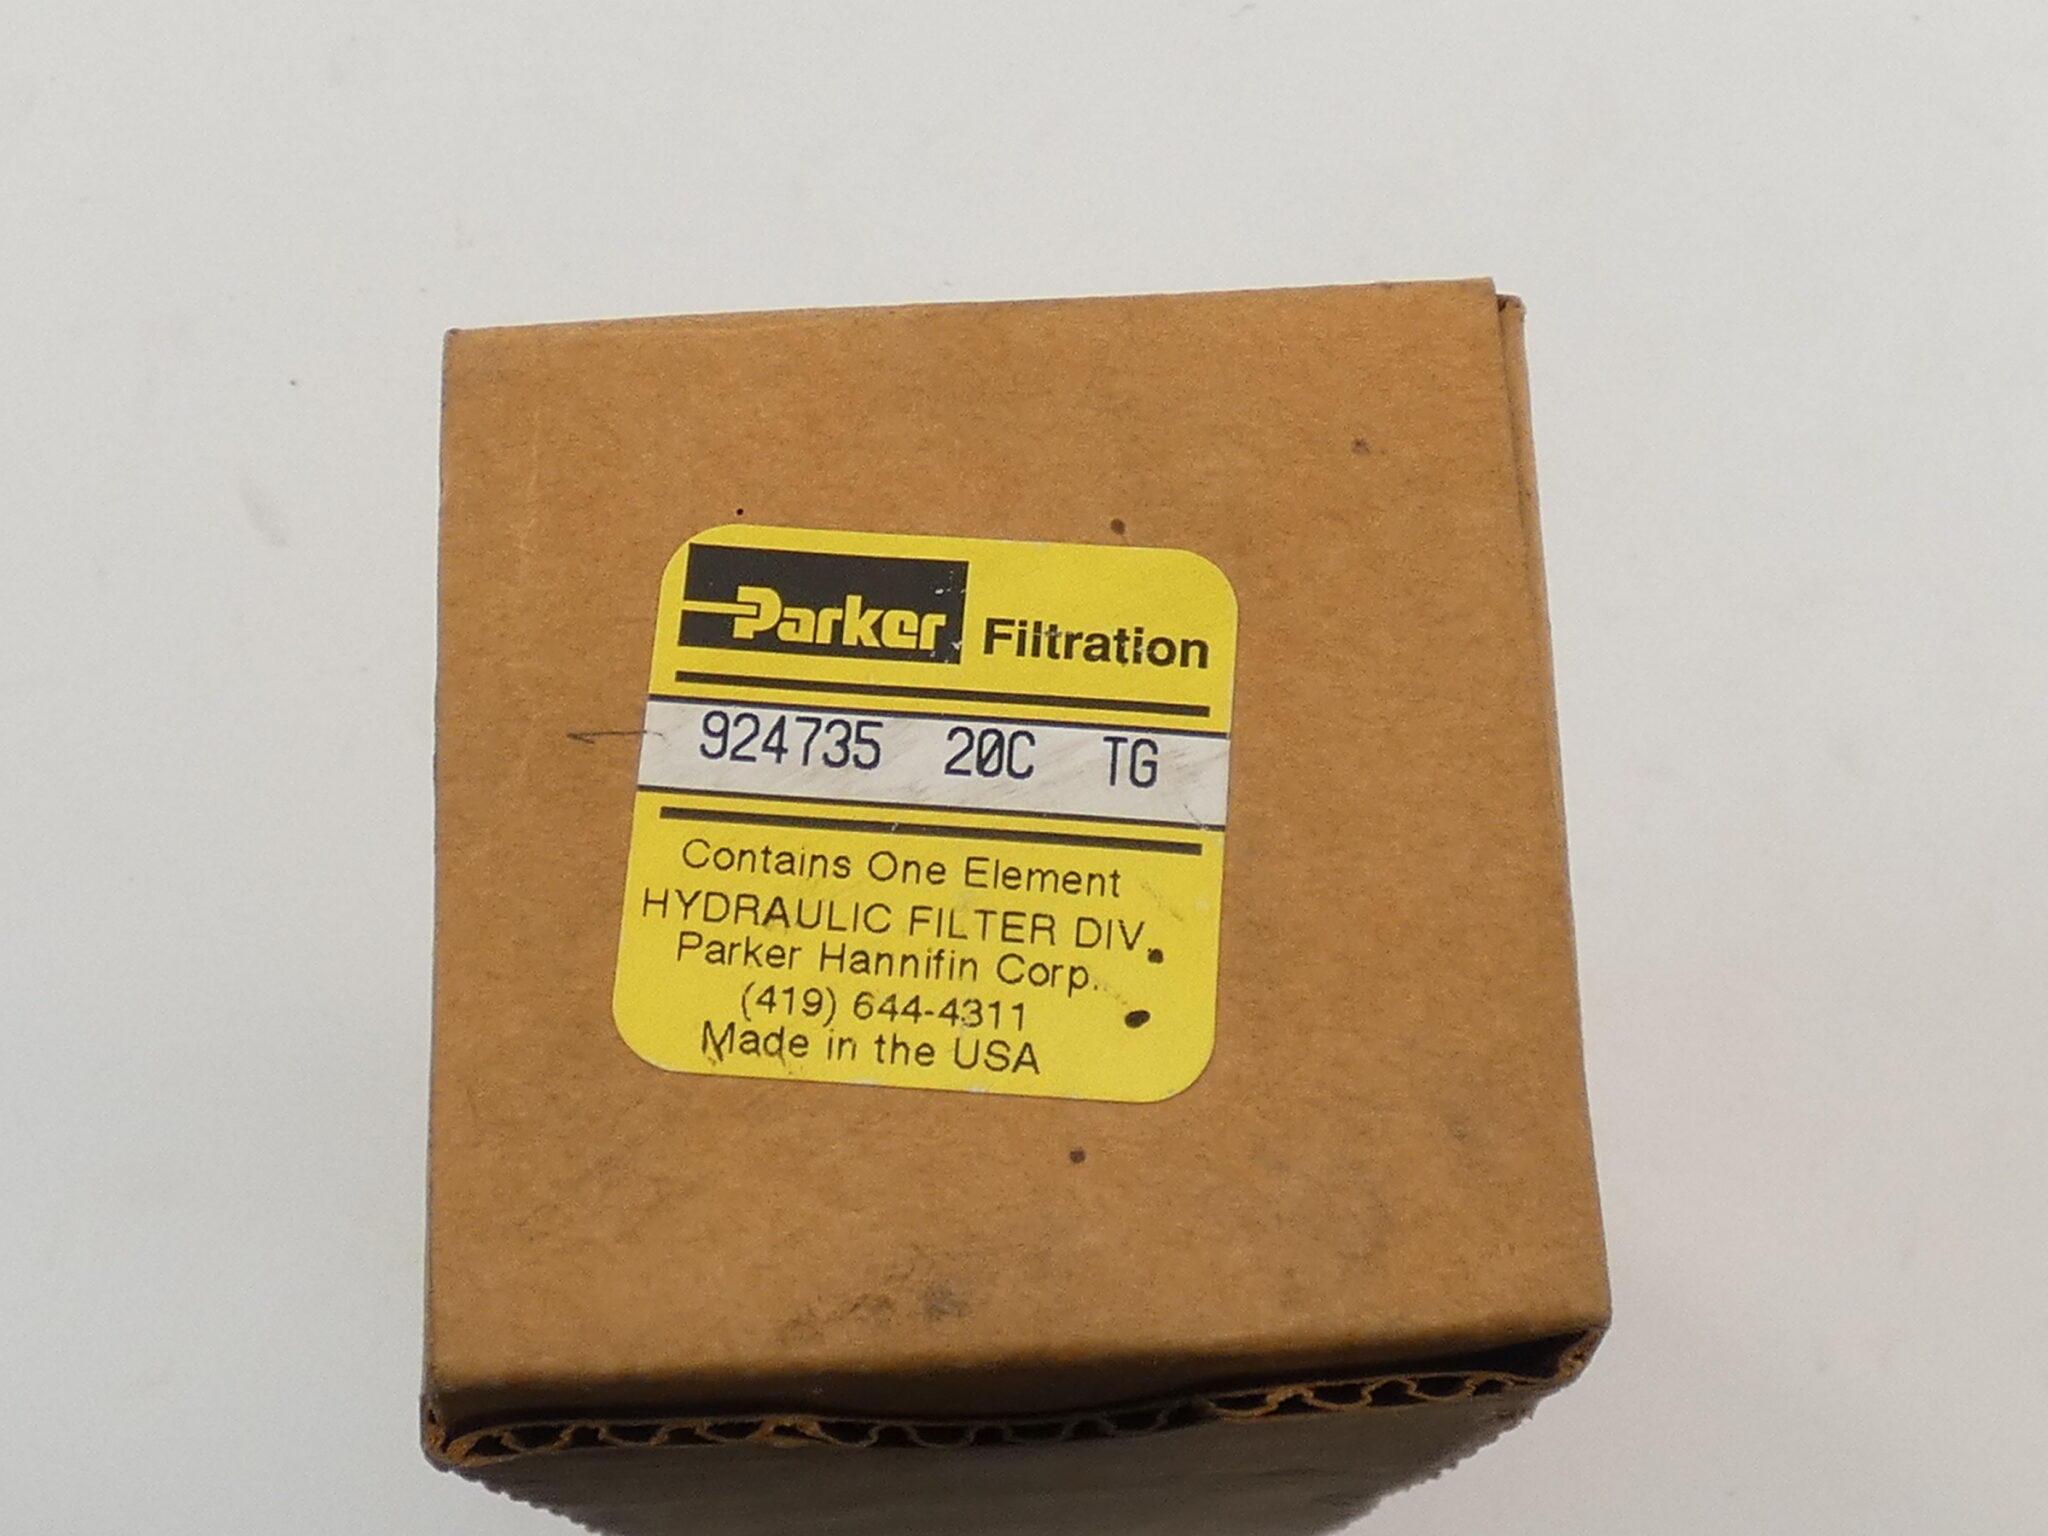 Parker Filtration
924735 20C TG
Contains One Element
HYDRAULIC FILTER DIV.
Parker Hannifin Corp.
(419) 644-4311
Made in the USA